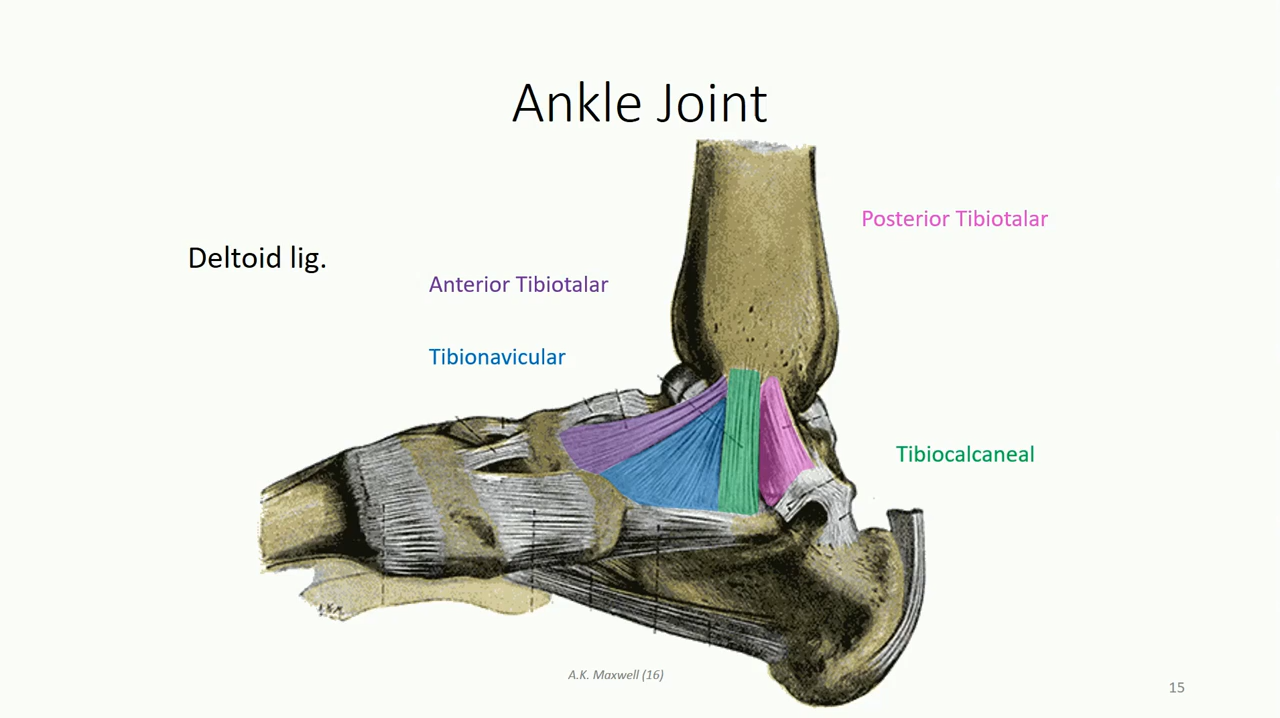 Ankle Joint
Posterior Tibiotalar
Deltoid lig.
Anterior Tibiotalar
Tibionavicular
Tibiocalcaneal
A.K. Maxwell (16)
15